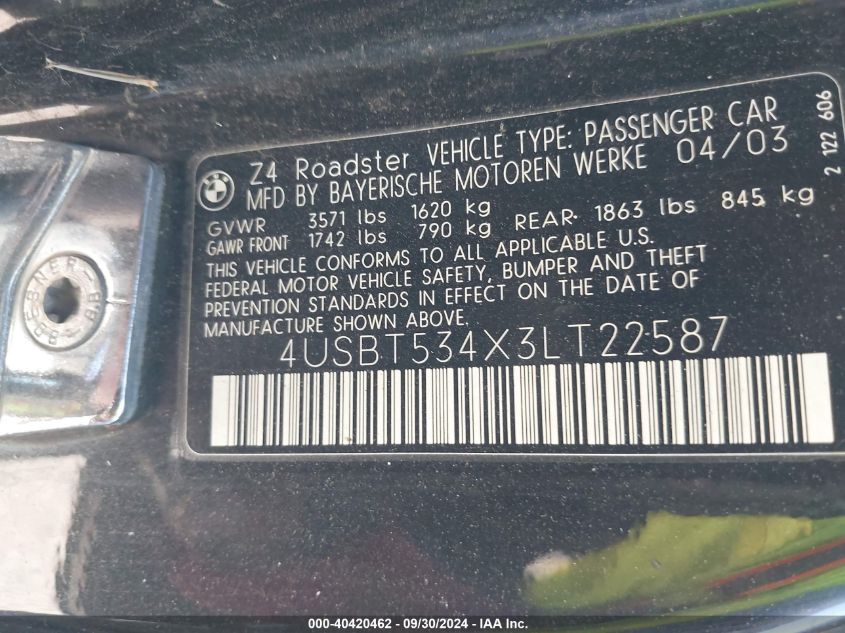 Z4 Roadster VEHICLE TYPE: PASSENGER CAR
MFD BY BAYERISCHE MOTOREN WERKE 04/03
GVWR 3571 lbs 1620 kg
GAWR FRONT 1742 lbs 790 kg REAR 1863 lbs 845 kg
THIS VEHICLE CONFORMS TO ALL APPLICABLE U.S.
FEDERAL MOTOR VEHICLE SAFETY, BUMPER AND THEFT
PREVENTION STANDARDS IN EFFECT ON THE DATE OF
MANUFACTURE SHOWN ABOVE.
4USBT534X3LT22587
2 122 606
BMW
000-40420462 - 09/30/2024 - © IAA, Inc.